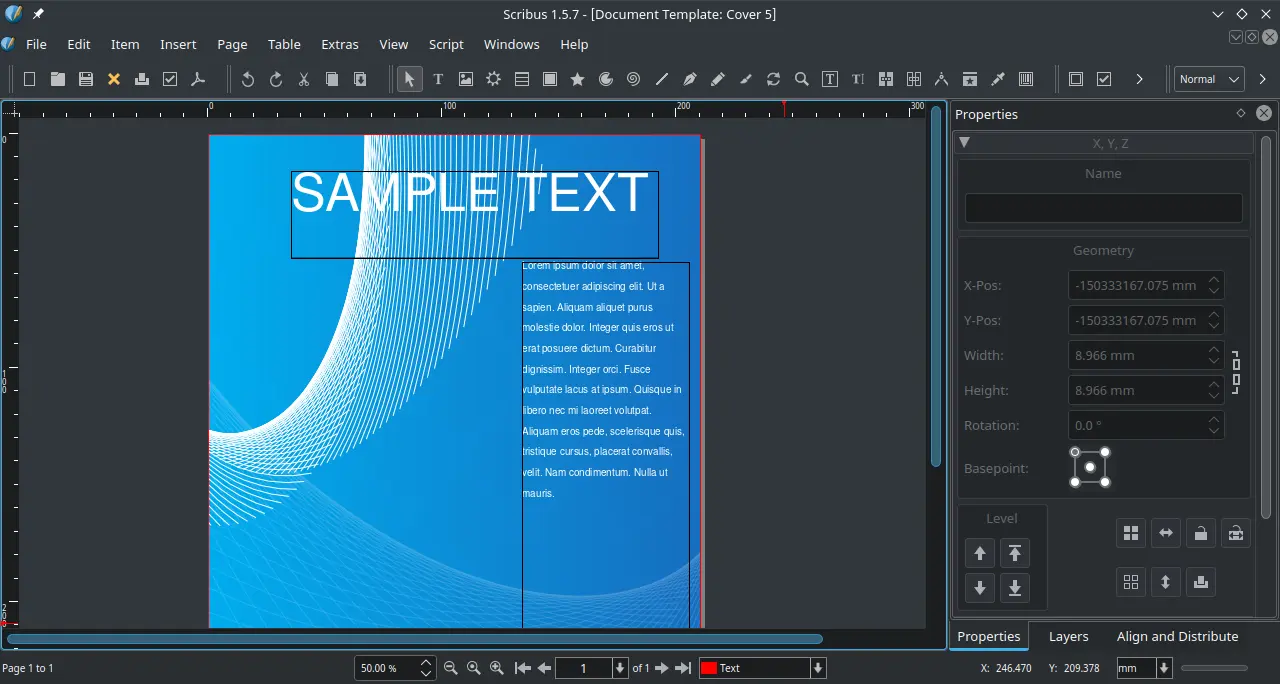 Scribus 1.5.7 - [Document Template: Cover 5]
File Edit Item Insert Page Table Extras View Script Windows Help
Normal
0 100 200 300
Properties
X, Y, Z
Name
Geometry
X-Pos: -150333167.075 mm
Y-Pos: -150333167.075 mm
Width: 8.966 mm
Height: 8.966 mm
Rotation: 0.0 °
Basepoint:
Level
0
100
SAMPLE TEXT
Lorem ipsum dolor sit amet,
consectetuer adipiscing elit. Ut a
sapien. Aliquam aliquet purus
molestie dolor. Integer quis eros ut
erat posuere dictum. Curabitur
dignissim. Integer orci. Fusce
vulputate lacus at ipsum. Quisque in
libero nec mi laoreet volutpat.
Aliquam eros pede, scelerisque quis,
tristique cursus, placerat convallis,
velit. Nam condimentum. Nulla ut
mauris.
Properties Layers Align and Distribute
Page 1 to 1 50.00 % 1 of 1 Text X: 246.470 Y: 209.378 mm